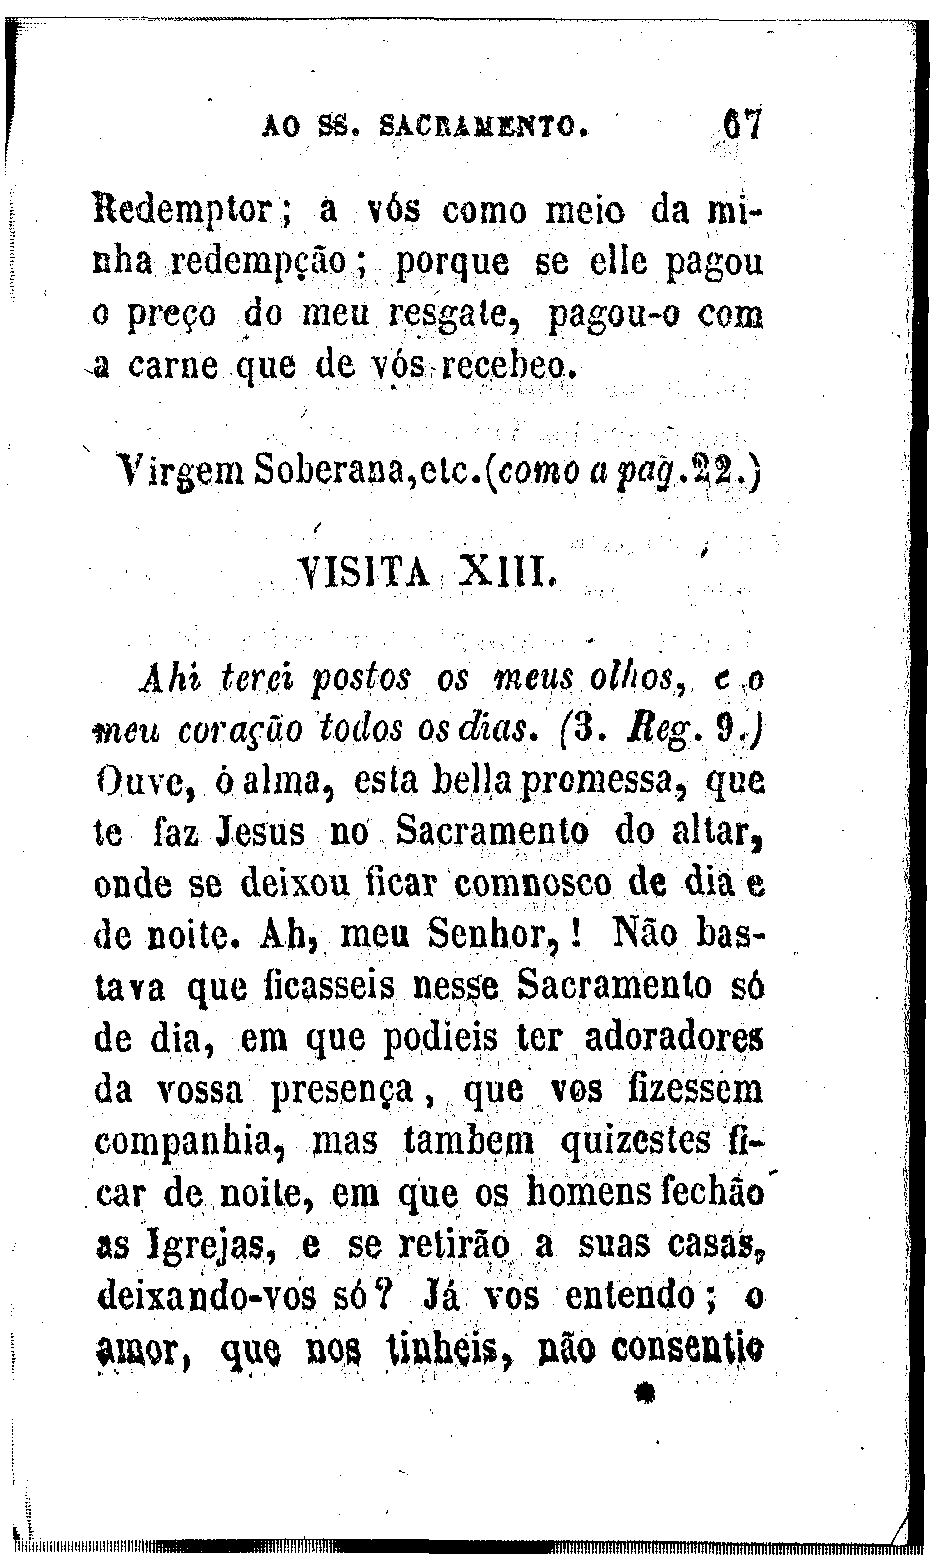 AO SS. SACRAMENTO. 67
Redemptor; a vós como meio da mi-
nha redempção; porque se elle pagou
o preço do meu resgate, pagou-o com
a carne que de vós recebeo.
Virgem Soberana, etc. (como a pag. 22.)
VISITA XIII.
Ahi terei postos os meus olhos, e o
meu coração todos os dias. (3. Reg. 9.)
Ouve, ó alma, esta bella promessa, que
te faz Jesus no Sacramento do altar,
onde se deixou ficar comnosco de dia e
de noite. Ah, meu Senhor,! Não bas-
tava que ficasseis nesse Sacramento só
de dia, em que podieis ter adoradores
da vossa presença, que vos fizessem
companhia, mas tambem quizestes fi-
car de noite, em que os homens fechão
as Igrejas, e se retirão a suas casas,
deixando-vos só? Já vos entendo; o
amor, que nos tinheis, não consentio
*